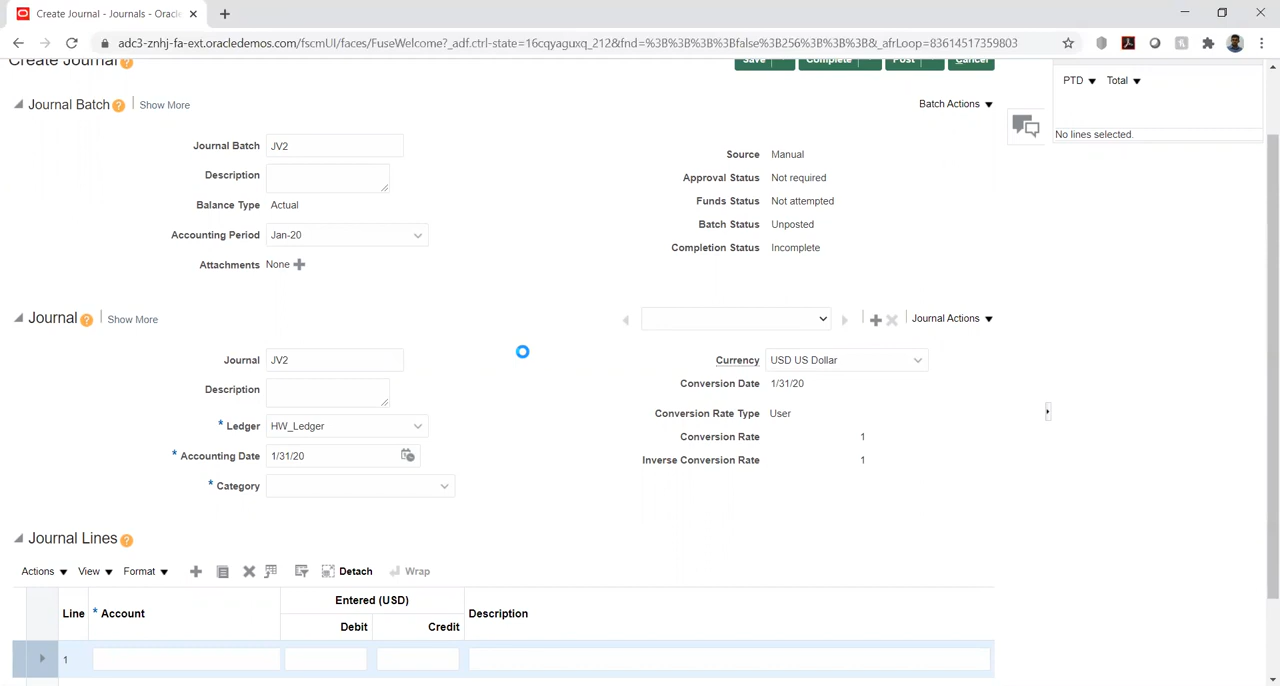 Create Journal - Journals - Oracle
adc3-znhj-fa-ext.oracledemos.com/fscmUI/faces/FuseWelcome?_adf.ctrl-state=16cqyaguxq_212&fnd=%3B%3B%3B%3Bfalse%3B256%3B%3B%3B&_afrLoop=83614517359803
Create Journal ?
Save Complete Post Cancel
PTD Total
No lines selected.
Journal Batch ? Show More
Batch Actions
Journal Batch JV2
Description
Balance Type Actual
Accounting Period Jan-20
Attachments None
Source Manual
Approval Status Not required
Funds Status Not attempted
Batch Status Unposted
Completion Status Incomplete
Journal ? Show More
Journal Actions
Journal JV2
Description
* Ledger HW_Ledger
* Accounting Date 1/31/20
* Category
Currency USD US Dollar
Conversion Date 1/31/20
Conversion Rate Type User
Conversion Rate 1
Inverse Conversion Rate 1
Journal Lines ?
Actions View Format Detach Wrap
Line * Account Entered (USD) Description
Debit Credit
1